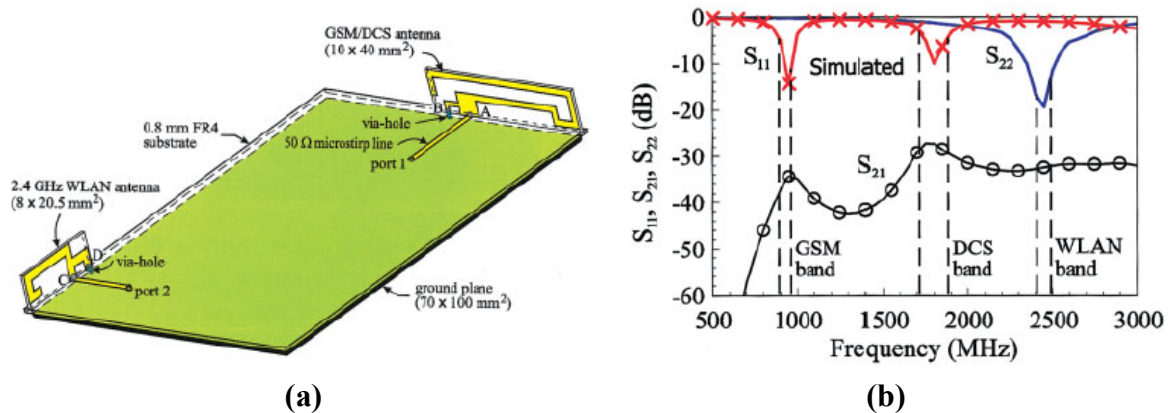 GSM/DCS antenna
(10 x 40 mm²)
B
A
0.8 mm FR4
substrate
via-hole
50 Ω microstirp line
port 1
2.4 GHz WLAN antenna
(8 x 20.5 mm²)
D
via-hole
C
port 2
ground plane
(70 x 100 mm²)
(a)
S11, S21, S22 (dB)
0
-10
-20
-30
-40
-50
-60
S11
Simulated
S22
S21
GSM
band
DCS
band
WLAN
band
500
1000
1500
2000
2500
3000
Frequency (MHz)
(b)